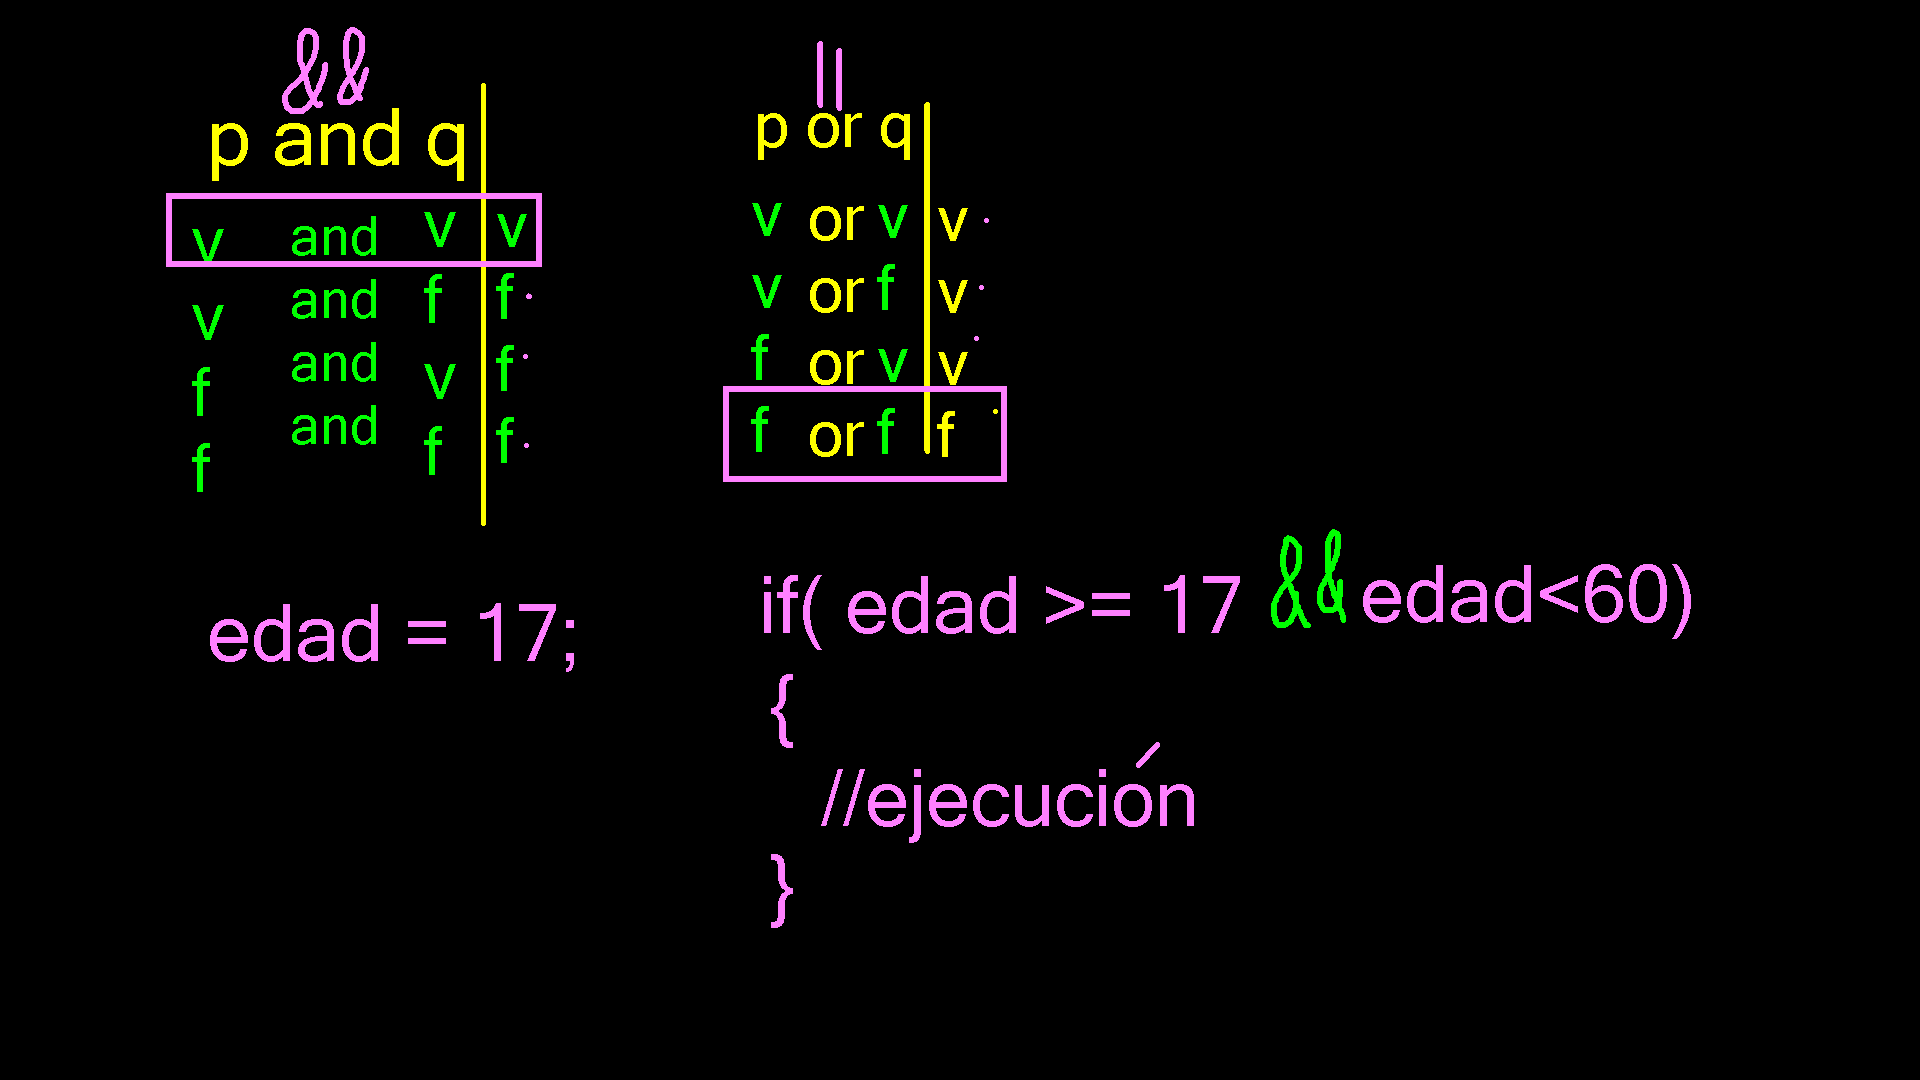 &&
p and q
v and v v
v and f f
f and v f
f and f f
||
p or q
v or v v
v or f v
f or v v
f or f f
edad = 17;
if( edad >= 17 && edad<60)
{
//ejecución
}